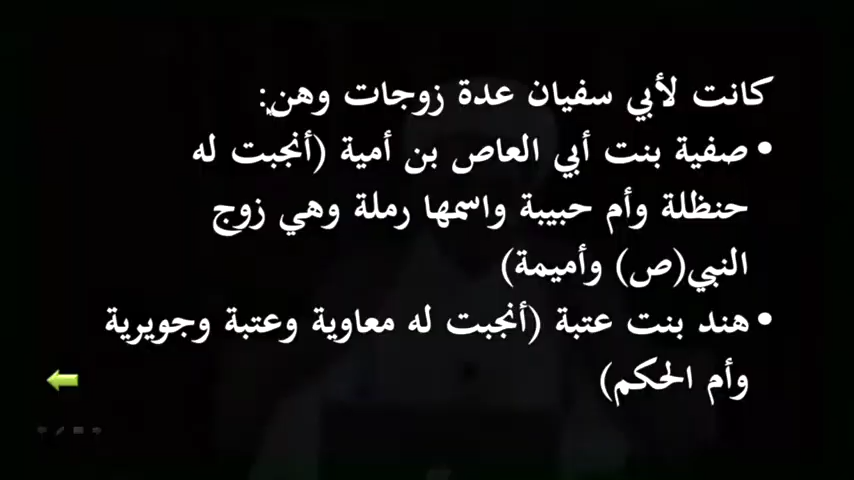 كانت لأبي سفيان عدة زوجات وهن:
• صفية بنت أبي العاص بن أمية (أنجبت له
حنظلة وأم حبيبة واسمها رملة وهي زوج
النبي(ص) وأميمة)
• هند بنت عتبة (أنجبت له معاوية وعتبة وجويرية
وأم الحكم)